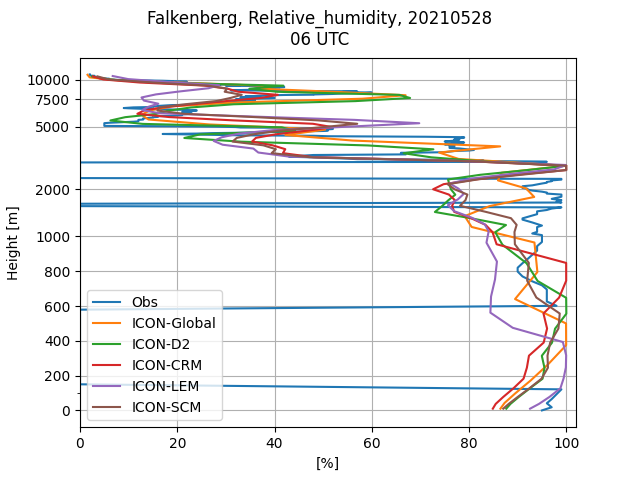 Falkenberg, Relative_humidity, 20210528
06 UTC
10000
7500
5000
2000
1000
800
600
400
200
0
Height [m]
Obs
ICON-Global
ICON-D2
ICON-CRM
ICON-LEM
ICON-SCM
0 20 40 60 80 100
[%]